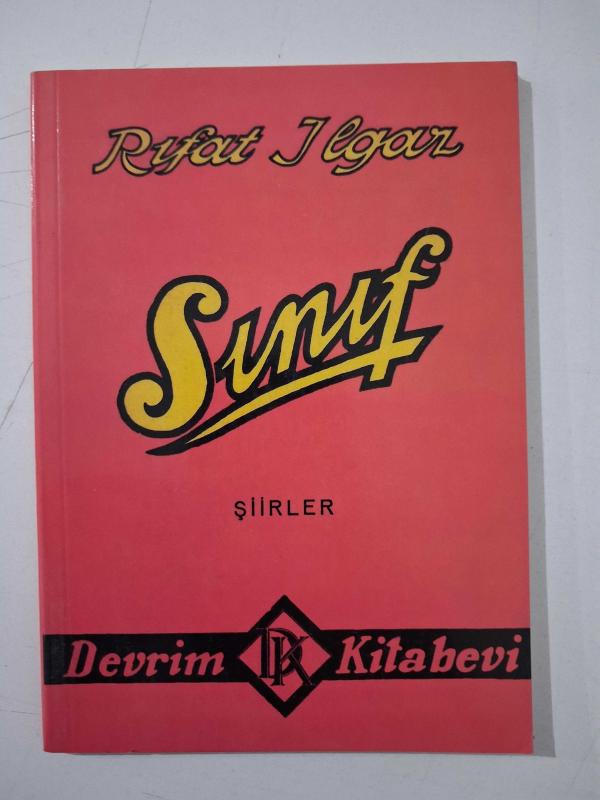 Rıfat Ilgaz
Sınıf
ŞİİRLER
Devrim DK Kitabevi